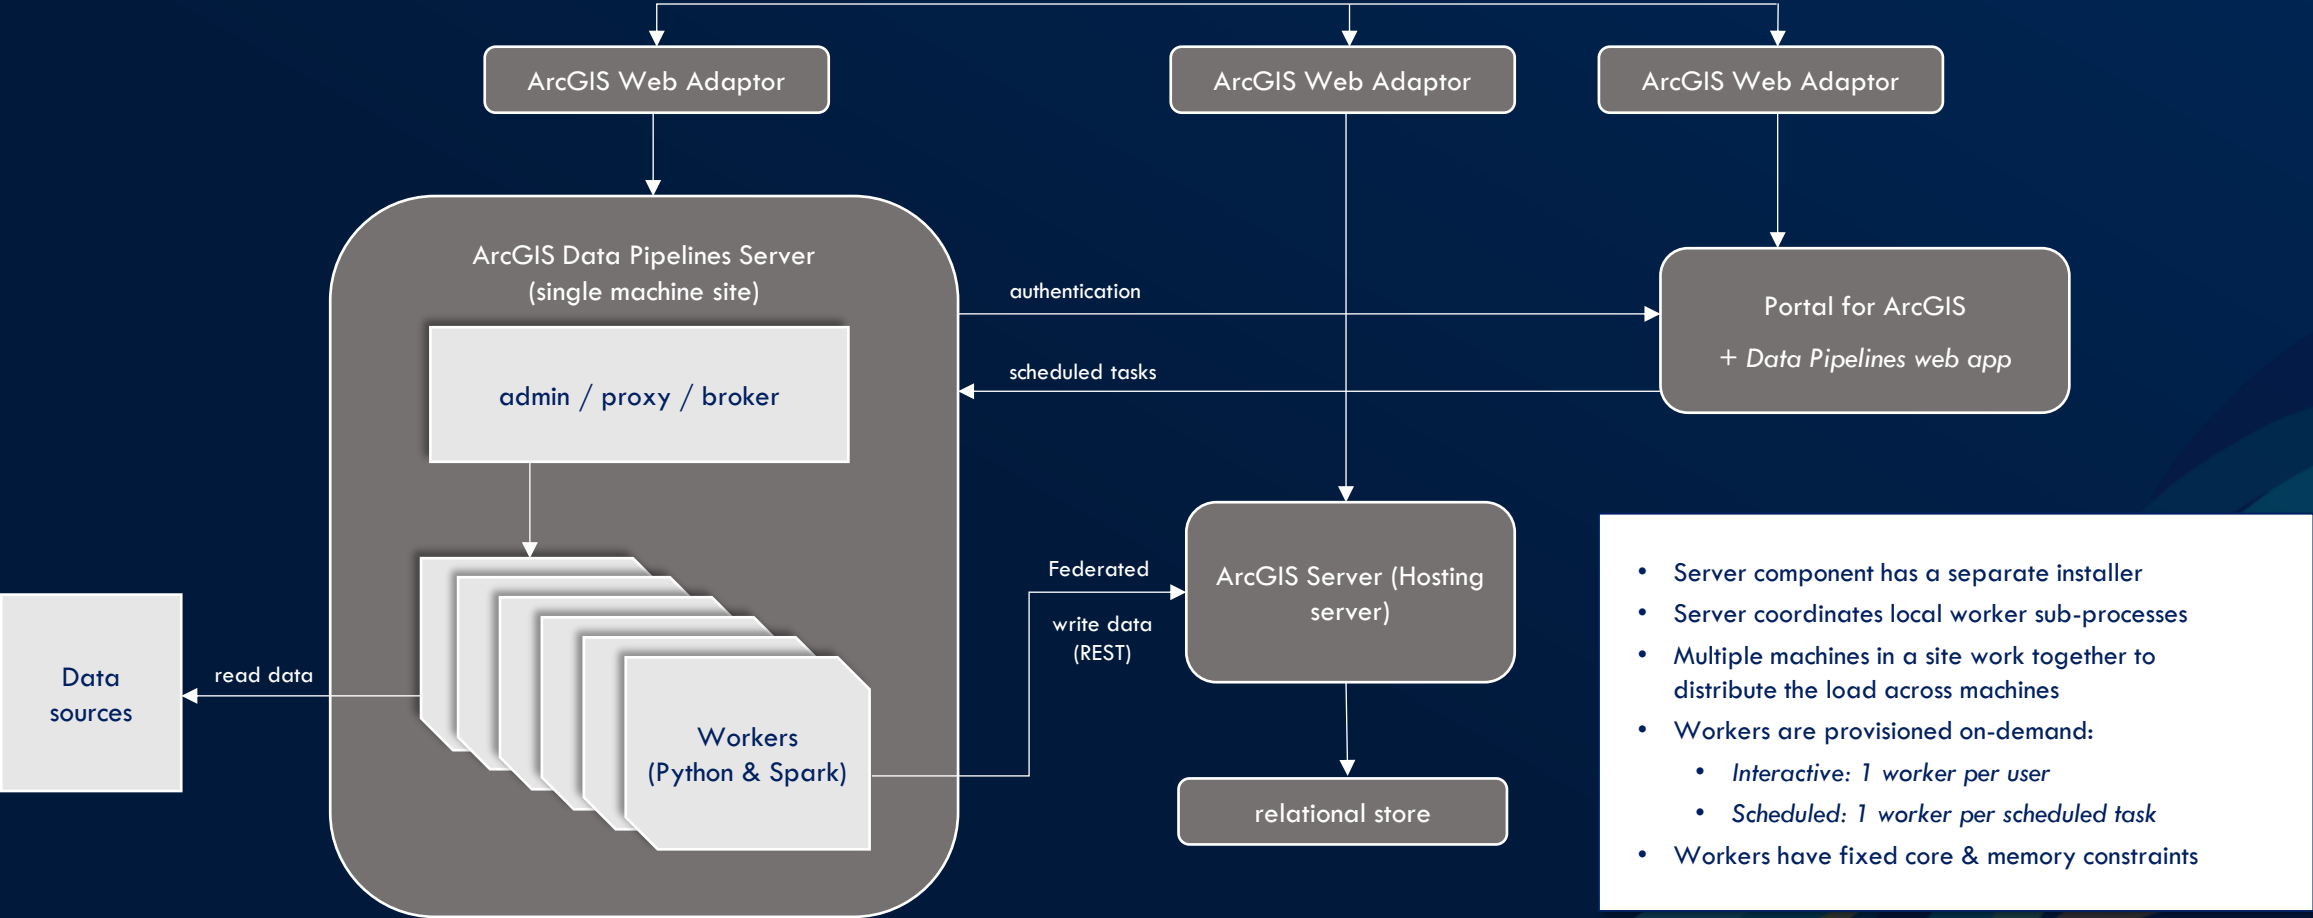 ArcGIS Web Adaptor
ArcGIS Web Adaptor
ArcGIS Web Adaptor
ArcGIS Data Pipelines Server
(single machine site)
admin / proxy / broker
authentication
scheduled tasks
Portal for ArcGIS
+ Data Pipelines web app
Data
sources
read data
Workers
(Python & Spark)
Federated
write data
(REST)
ArcGIS Server (Hosting
server)
relational store
• Server component has a separate installer
• Server coordinates local worker sub-processes
• Multiple machines in a site work together to
distribute the load across machines
• Workers are provisioned on-demand:
• Interactive: 1 worker per user
• Scheduled: 1 worker per scheduled task
• Workers have fixed core & memory constraints